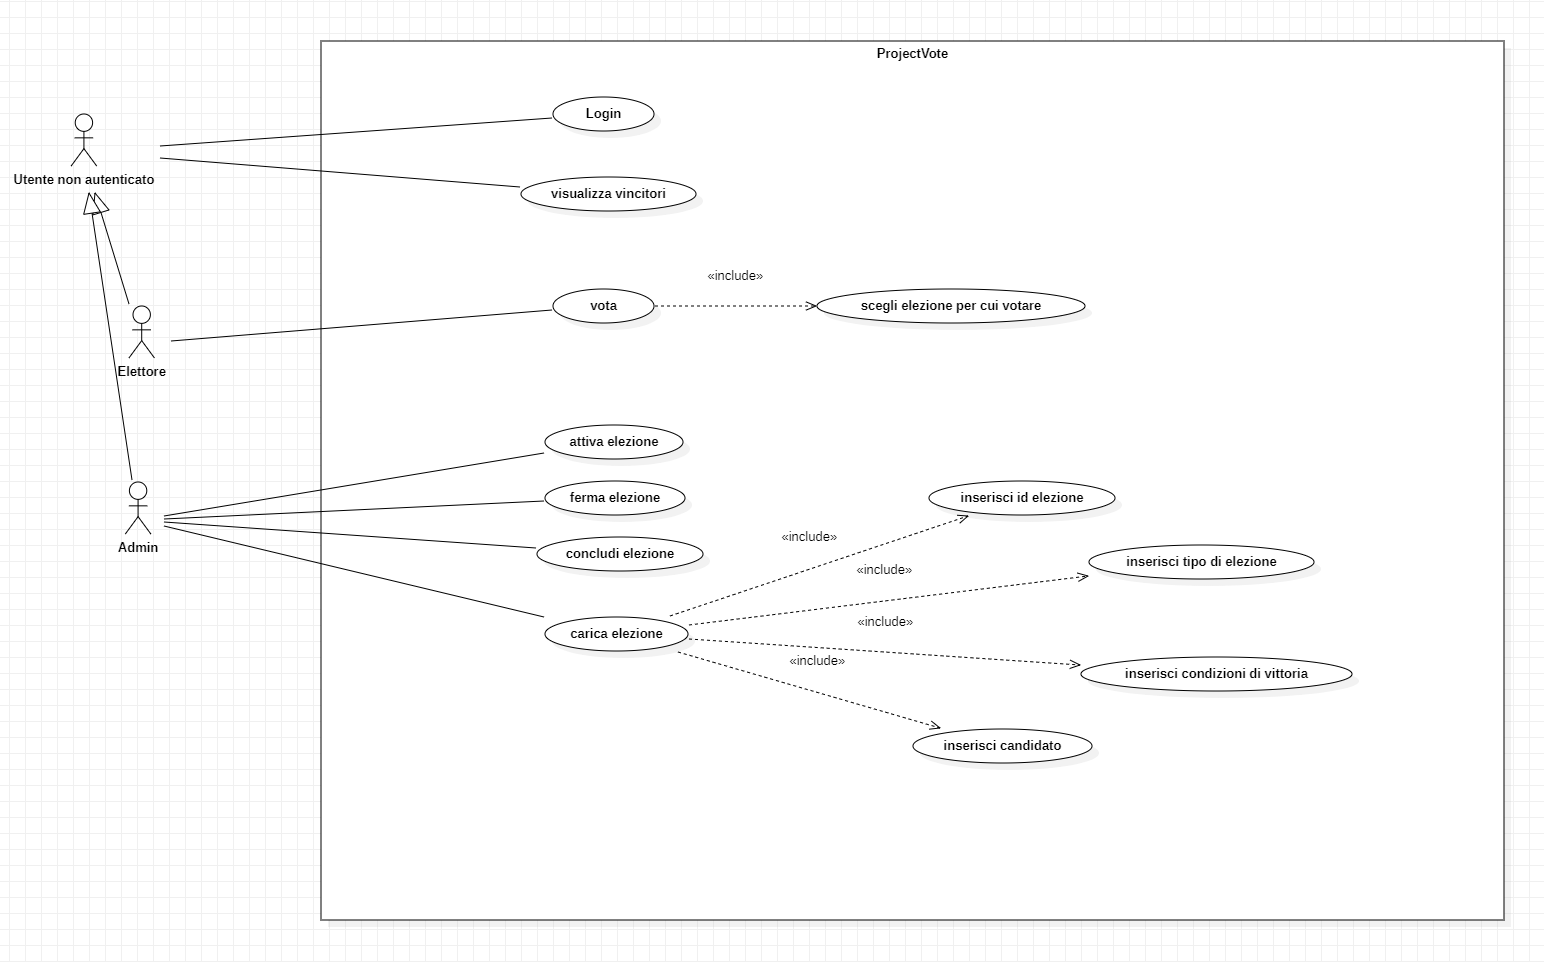 ProjectVote
Login
Utente non autenticato
visualizza vincitori
«include»
vota
scegli elezione per cui votare
Elettore
attiva elezione
ferma elezione
inserisci id elezione
«include»
Admin
concludi elezione
inserisci tipo di elezione
«include»
«include»
carica elezione
«include»
inserisci condizioni di vittoria
inserisci candidato